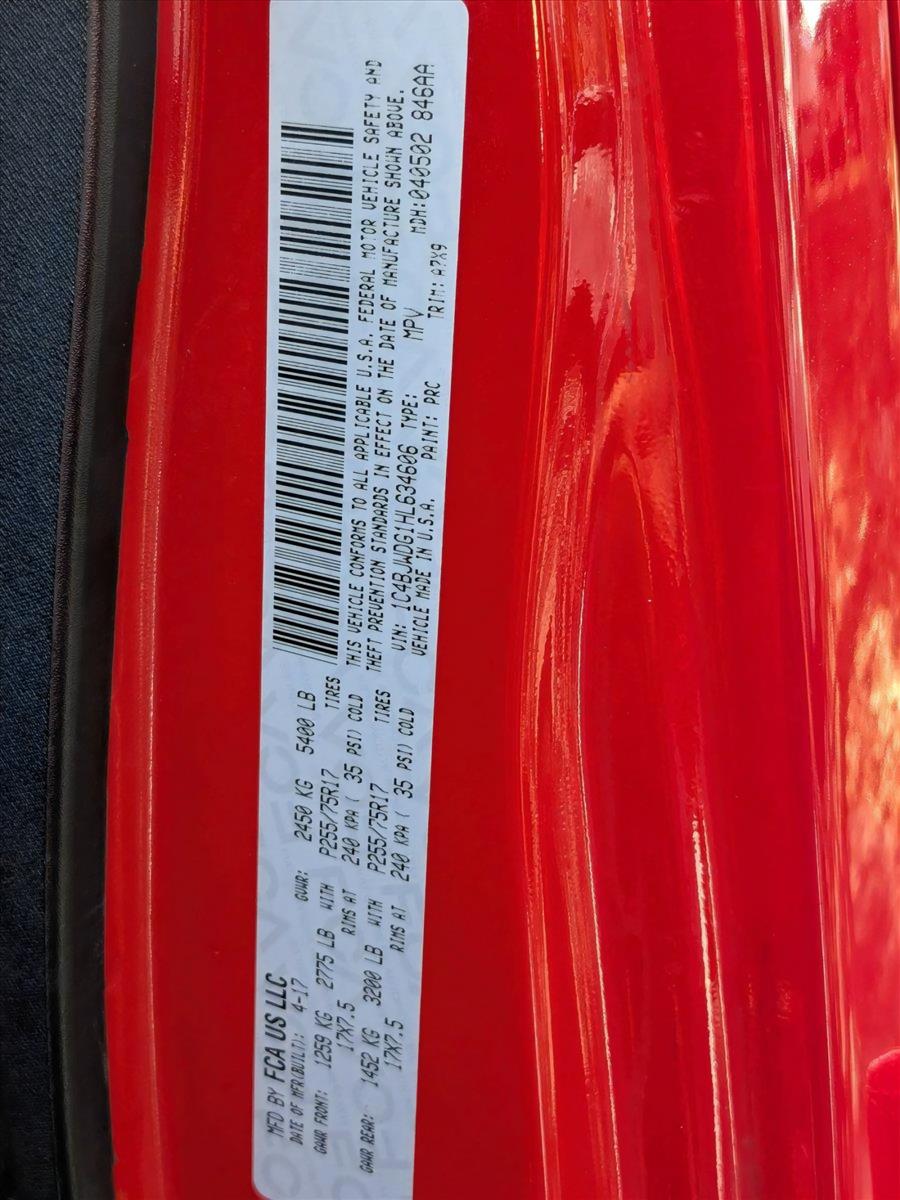 MFD BY FCA US LLC
DATE OF MFR(BUILT): 4-17 GVWR: 2450 KG 5400 LB
GAWR FRONT: 1259 KG 2775 LB WITH P255/75R17 TIRES
17X7.5 RIMS AT 240 KPA ( 35 PSI) COLD
GAWR REAR: 1452 KG 3200 LB WITH P255/75R17 TIRES
17X7.5 RIMS AT 240 KPA ( 35 PSI) COLD
THIS VEHICLE CONFORMS TO ALL APPLICABLE U.S.A. FEDERAL MOTOR VEHICLE SAFETY AND
THEFT PREVENTION STANDARDS IN EFFECT ON THE DATE OF MANUFACTURE SHOWN ABOVE.
VIN: 1C4BJWDG1HL634606 TYPE: MPV MDH:040502 846AA
VEHICLE MADE IN U.S.A. PAINT: PRC TRIM: A7X9